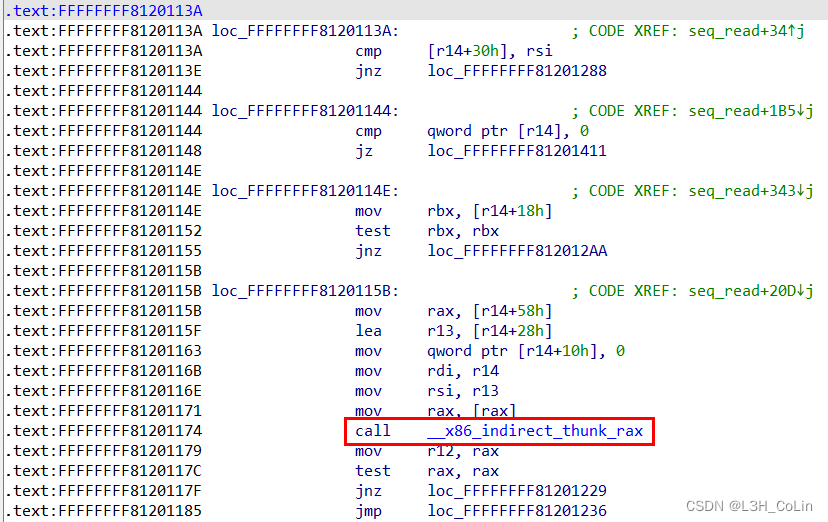 .text:FFFFFFFF8120113A
.text:FFFFFFFF8120113A loc_FFFFFFFF8120113A: ; CODE XREF: seq_read+34↑j
.text:FFFFFFFF8120113A cmp [r14+30h], rsi
.text:FFFFFFFF8120113E jnz loc_FFFFFFFF81201288
.text:FFFFFFFF81201144
.text:FFFFFFFF81201144 loc_FFFFFFFF81201144: ; CODE XREF: seq_read+1B5↓j
.text:FFFFFFFF81201144 cmp qword ptr [r14], 0
.text:FFFFFFFF81201148 jz loc_FFFFFFFF81201411
.text:FFFFFFFF8120114E
.text:FFFFFFFF8120114E loc_FFFFFFFF8120114E: ; CODE XREF: seq_read+343↓j
.text:FFFFFFFF8120114E mov rbx, [r14+18h]
.text:FFFFFFFF81201152 test rbx, rbx
.text:FFFFFFFF81201155 jnz loc_FFFFFFFF812012AA
.text:FFFFFFFF8120115B
.text:FFFFFFFF8120115B loc_FFFFFFFF8120115B: ; CODE XREF: seq_read+20D↓j
.text:FFFFFFFF8120115B mov rax, [r14+58h]
.text:FFFFFFFF8120115F lea r13, [r14+28h]
.text:FFFFFFFF81201163 mov qword ptr [r14+10h], 0
.text:FFFFFFFF8120116B mov rdi, r14
.text:FFFFFFFF8120116E mov rsi, r13
.text:FFFFFFFF81201171 mov rax, [rax]
.text:FFFFFFFF81201174 call __x86_indirect_thunk_rax
.text:FFFFFFFF81201179 mov r12, rax
.text:FFFFFFFF8120117C test rax, rax
.text:FFFFFFFF8120117F jnz loc_FFFFFFFF81201229
.text:FFFFFFFF81201185 jmp loc_FFFFFFFF81201236
CSDN @L3H_CoLin